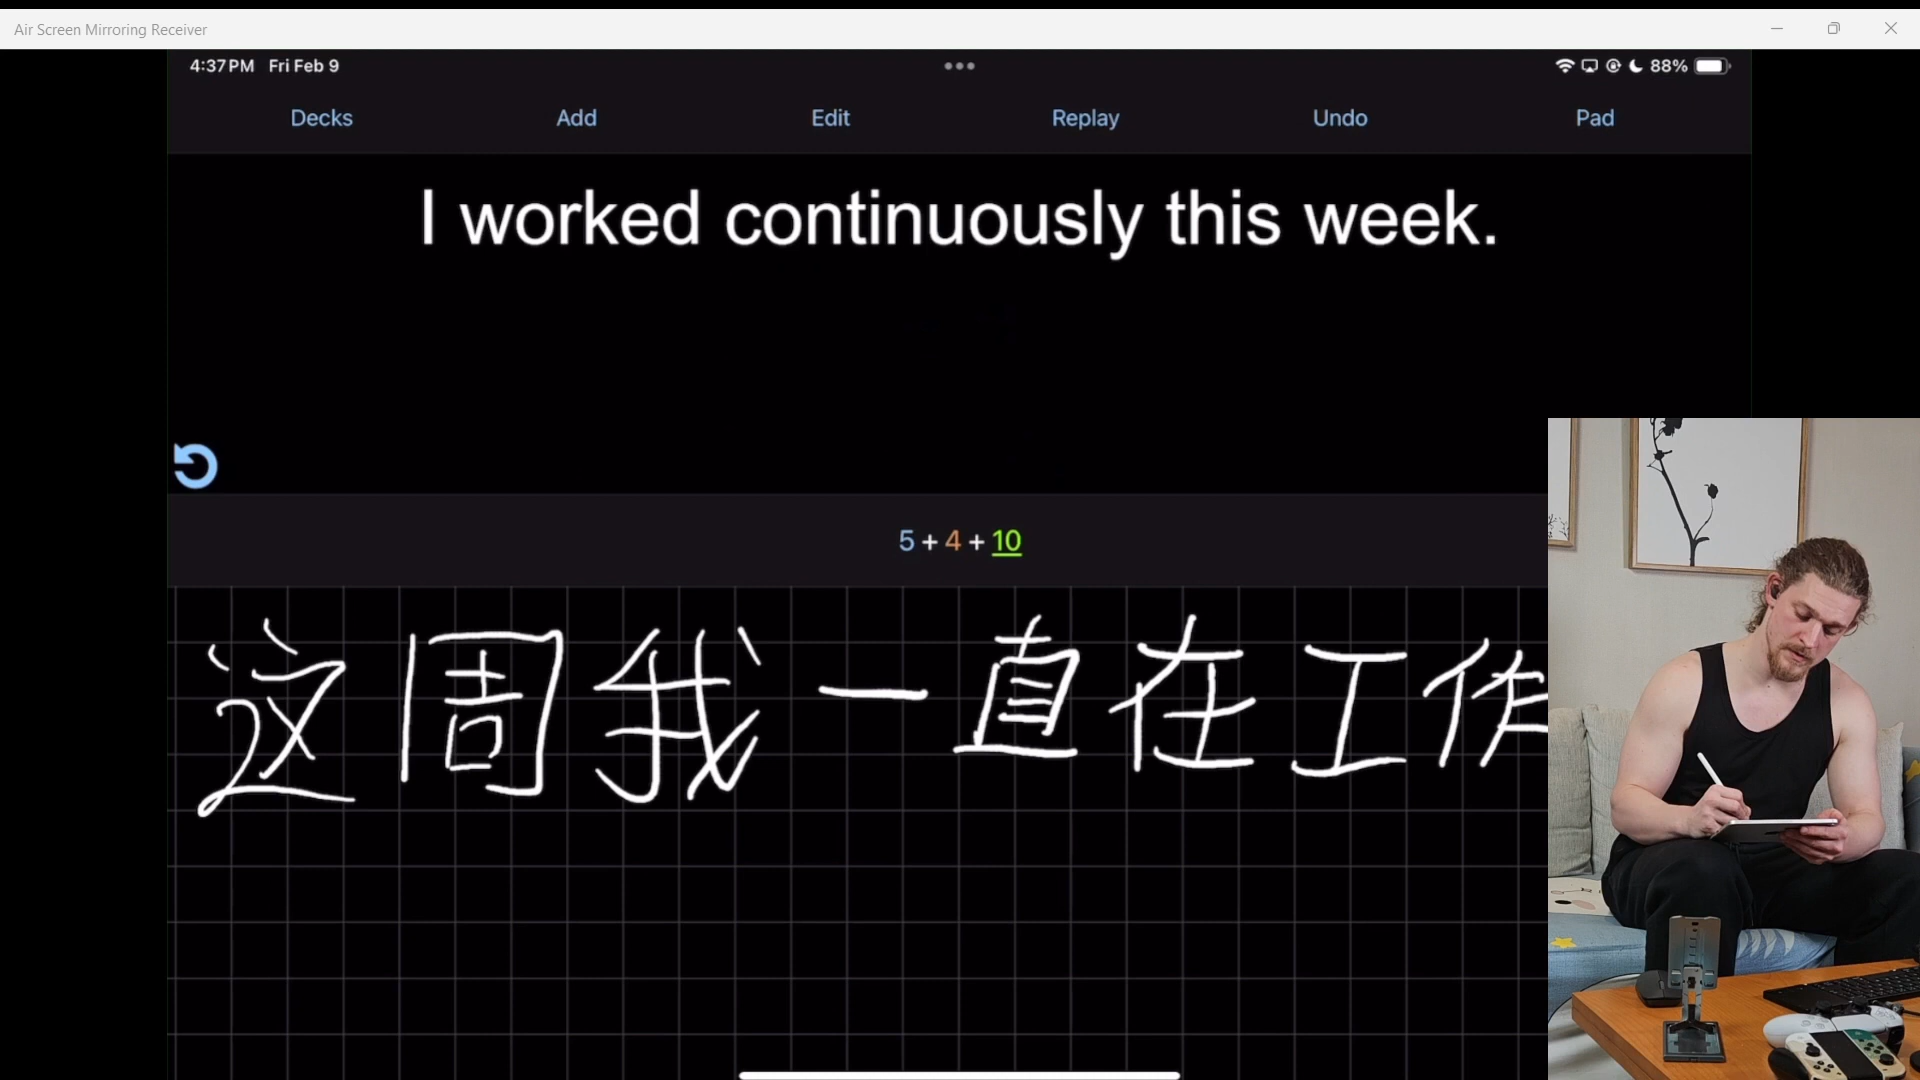 Air Screen Mirroring Receiver
4:37 PM Fri Feb 9
88%
Decks Add Edit Replay Undo Pad
I worked continuously this week.
5 + 4 + 10
这周我一直在工作